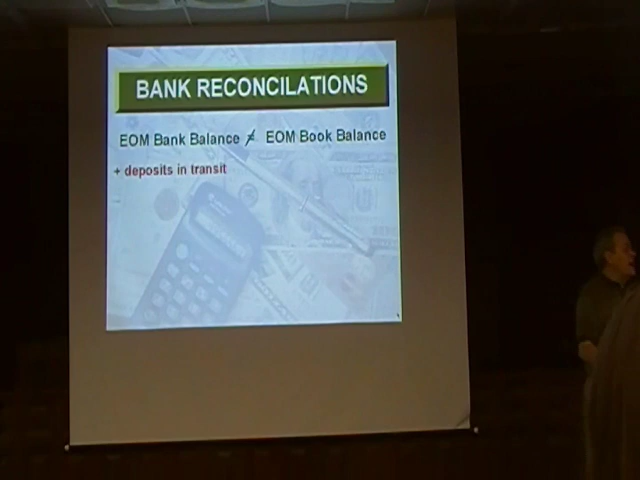 BANK RECONCILATIONS
EOM Bank Balance ≠ EOM Book Balance
+ deposits in transit